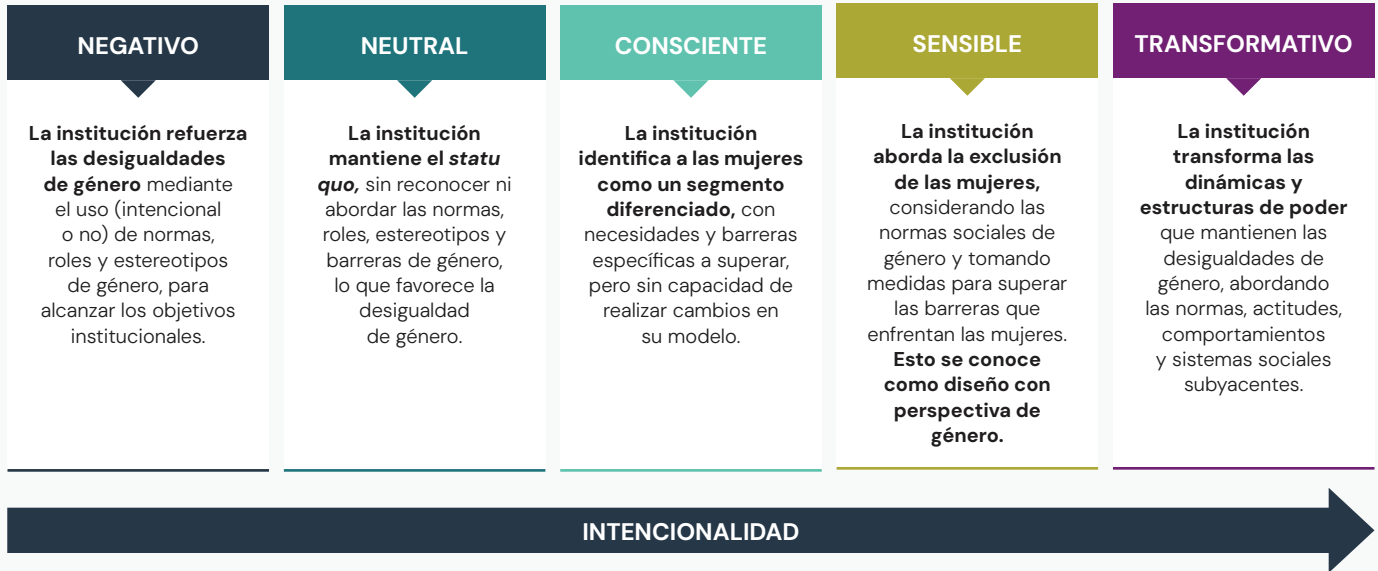 NEGATIVO
La institución refuerza
las desigualdades
de género mediante
el uso (intencional
o no) de normas,
roles y estereotipos
de género, para
alcanzar los objetivos
institucionales.
NEUTRAL
La institución
mantiene el statu
quo, sin reconocer ni
abordar las normas,
roles, estereotipos y
barreras de género,
lo que favorece la
desigualdad
de género.
CONSCIENTE
La institución
identifica a las mujeres
como un segmento
diferenciado, con
necesidades y barreras
específicas a superar,
pero sin capacidad de
realizar cambios en
su modelo.
SENSIBLE
La institución
aborda la exclusión
de las mujeres,
considerando las
normas sociales de
género y tomando
medidas para superar
las barreras que
enfrentan las mujeres.
Esto se conoce
como diseño con
perspectiva de
género.
TRANSFORMATIVO
La institución
transforma las
dinámicas y
estructuras de poder
que mantienen las
desigualdades de
género, abordando
las normas, actitudes,
comportamientos
y sistemas sociales
subyacentes.
INTENCIONALIDAD